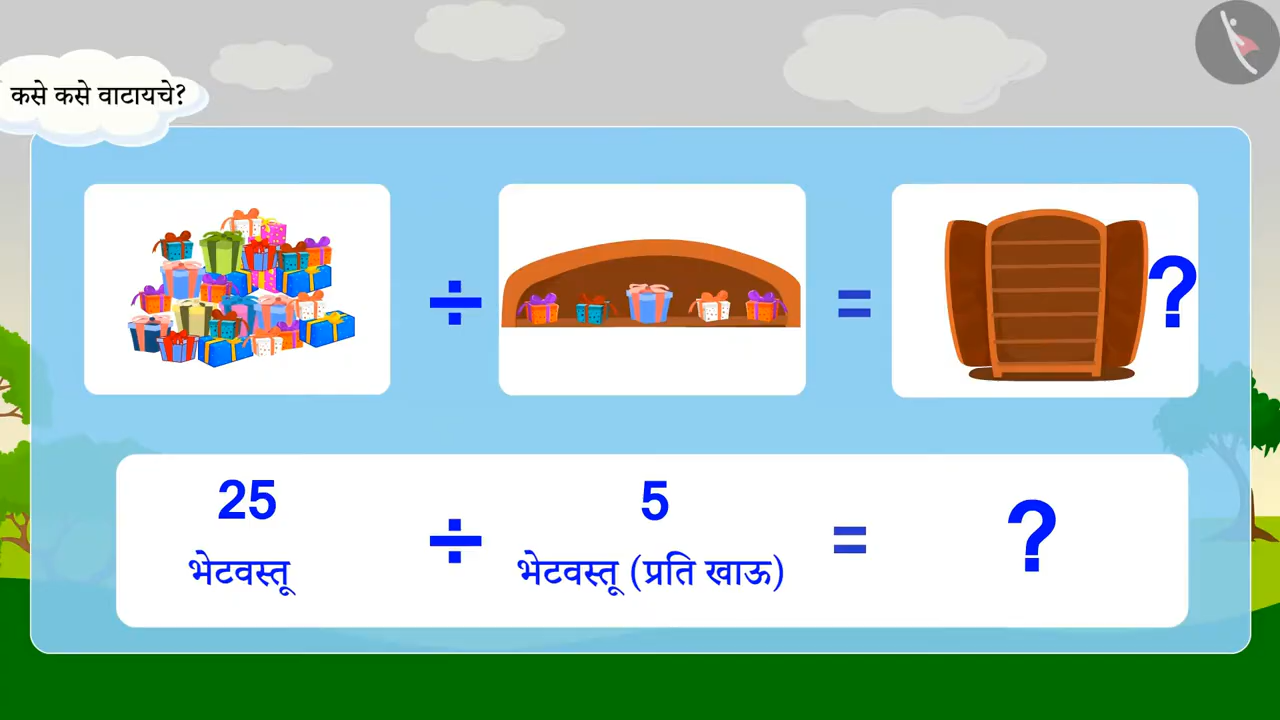 कसे कसे वाटायचे?
÷ = ?
25 ÷ 5 = ?
भेटवस्तू भेटवस्तू (प्रति खाऊ)